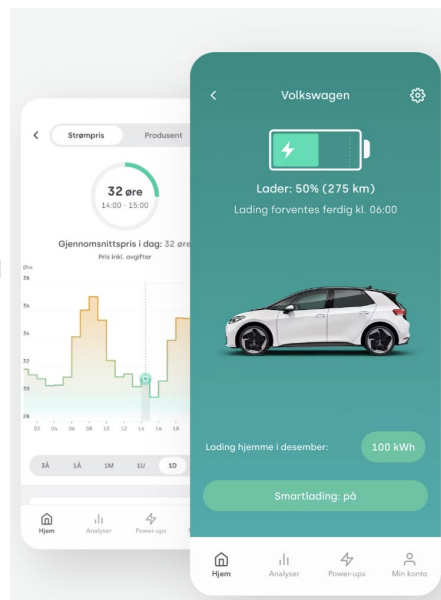 Strømpris
Produsent
32 øre
14:00 - 15:00
Gjennomsnittspris i dag: 32 øre
Pris inkl. avgifter
Øre
3Å
1Å
1M
1U
1D
Hjem
Analyser
Power-ups
Volkswagen
Lader: 50% (275 km)
Lading forventes ferdig kl. 06:00
Lading hjemme i desember:
100 kWh
Smartlading: på
Hjem
Analyser
Power-ups
Min konto